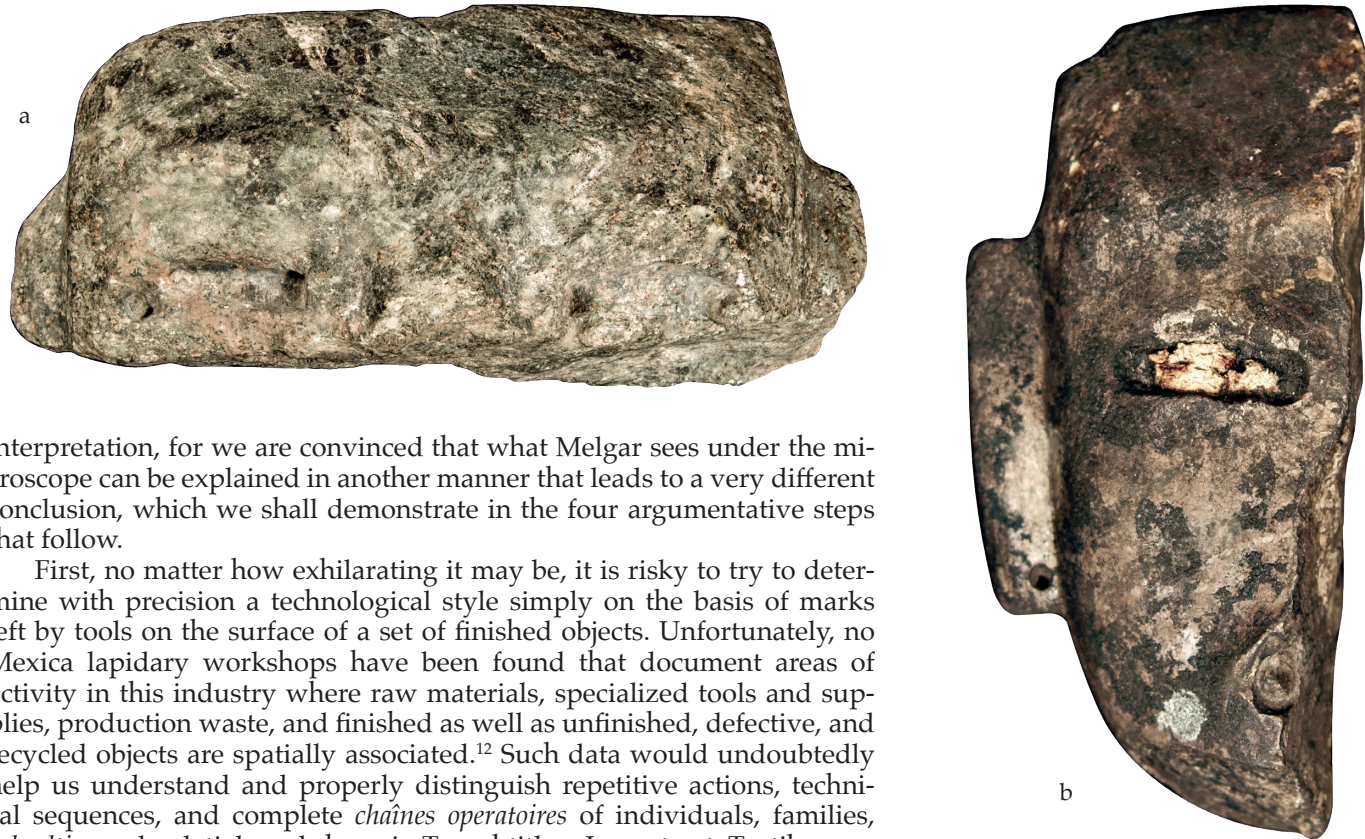 a
nterpretation, for we are convinced that what Melgar sees under the mi-
roscope can be explained in another manner that leads to a very different
onclusion, which we shall demonstrate in the four argumentative steps
hat follow.
First, no matter how exhilarating it may be, it is risky to try to deter-
mine with precision a technological style simply on the basis of marks
eft by tools on the surface of a set of finished objects. Unfortunately, no
Mexica lapidary workshops have been found that document areas of
ctivity in this industry where raw materials, specialized tools and sup-
plies, production waste, and finished as well as unfinished, defective, and
ecycled objects are spatially associated.¹² Such data would undoubtedly
help us understand and properly distinguish repetitive actions, techni-
al sequences, and complete chaînes operatoires of individuals, families,
b